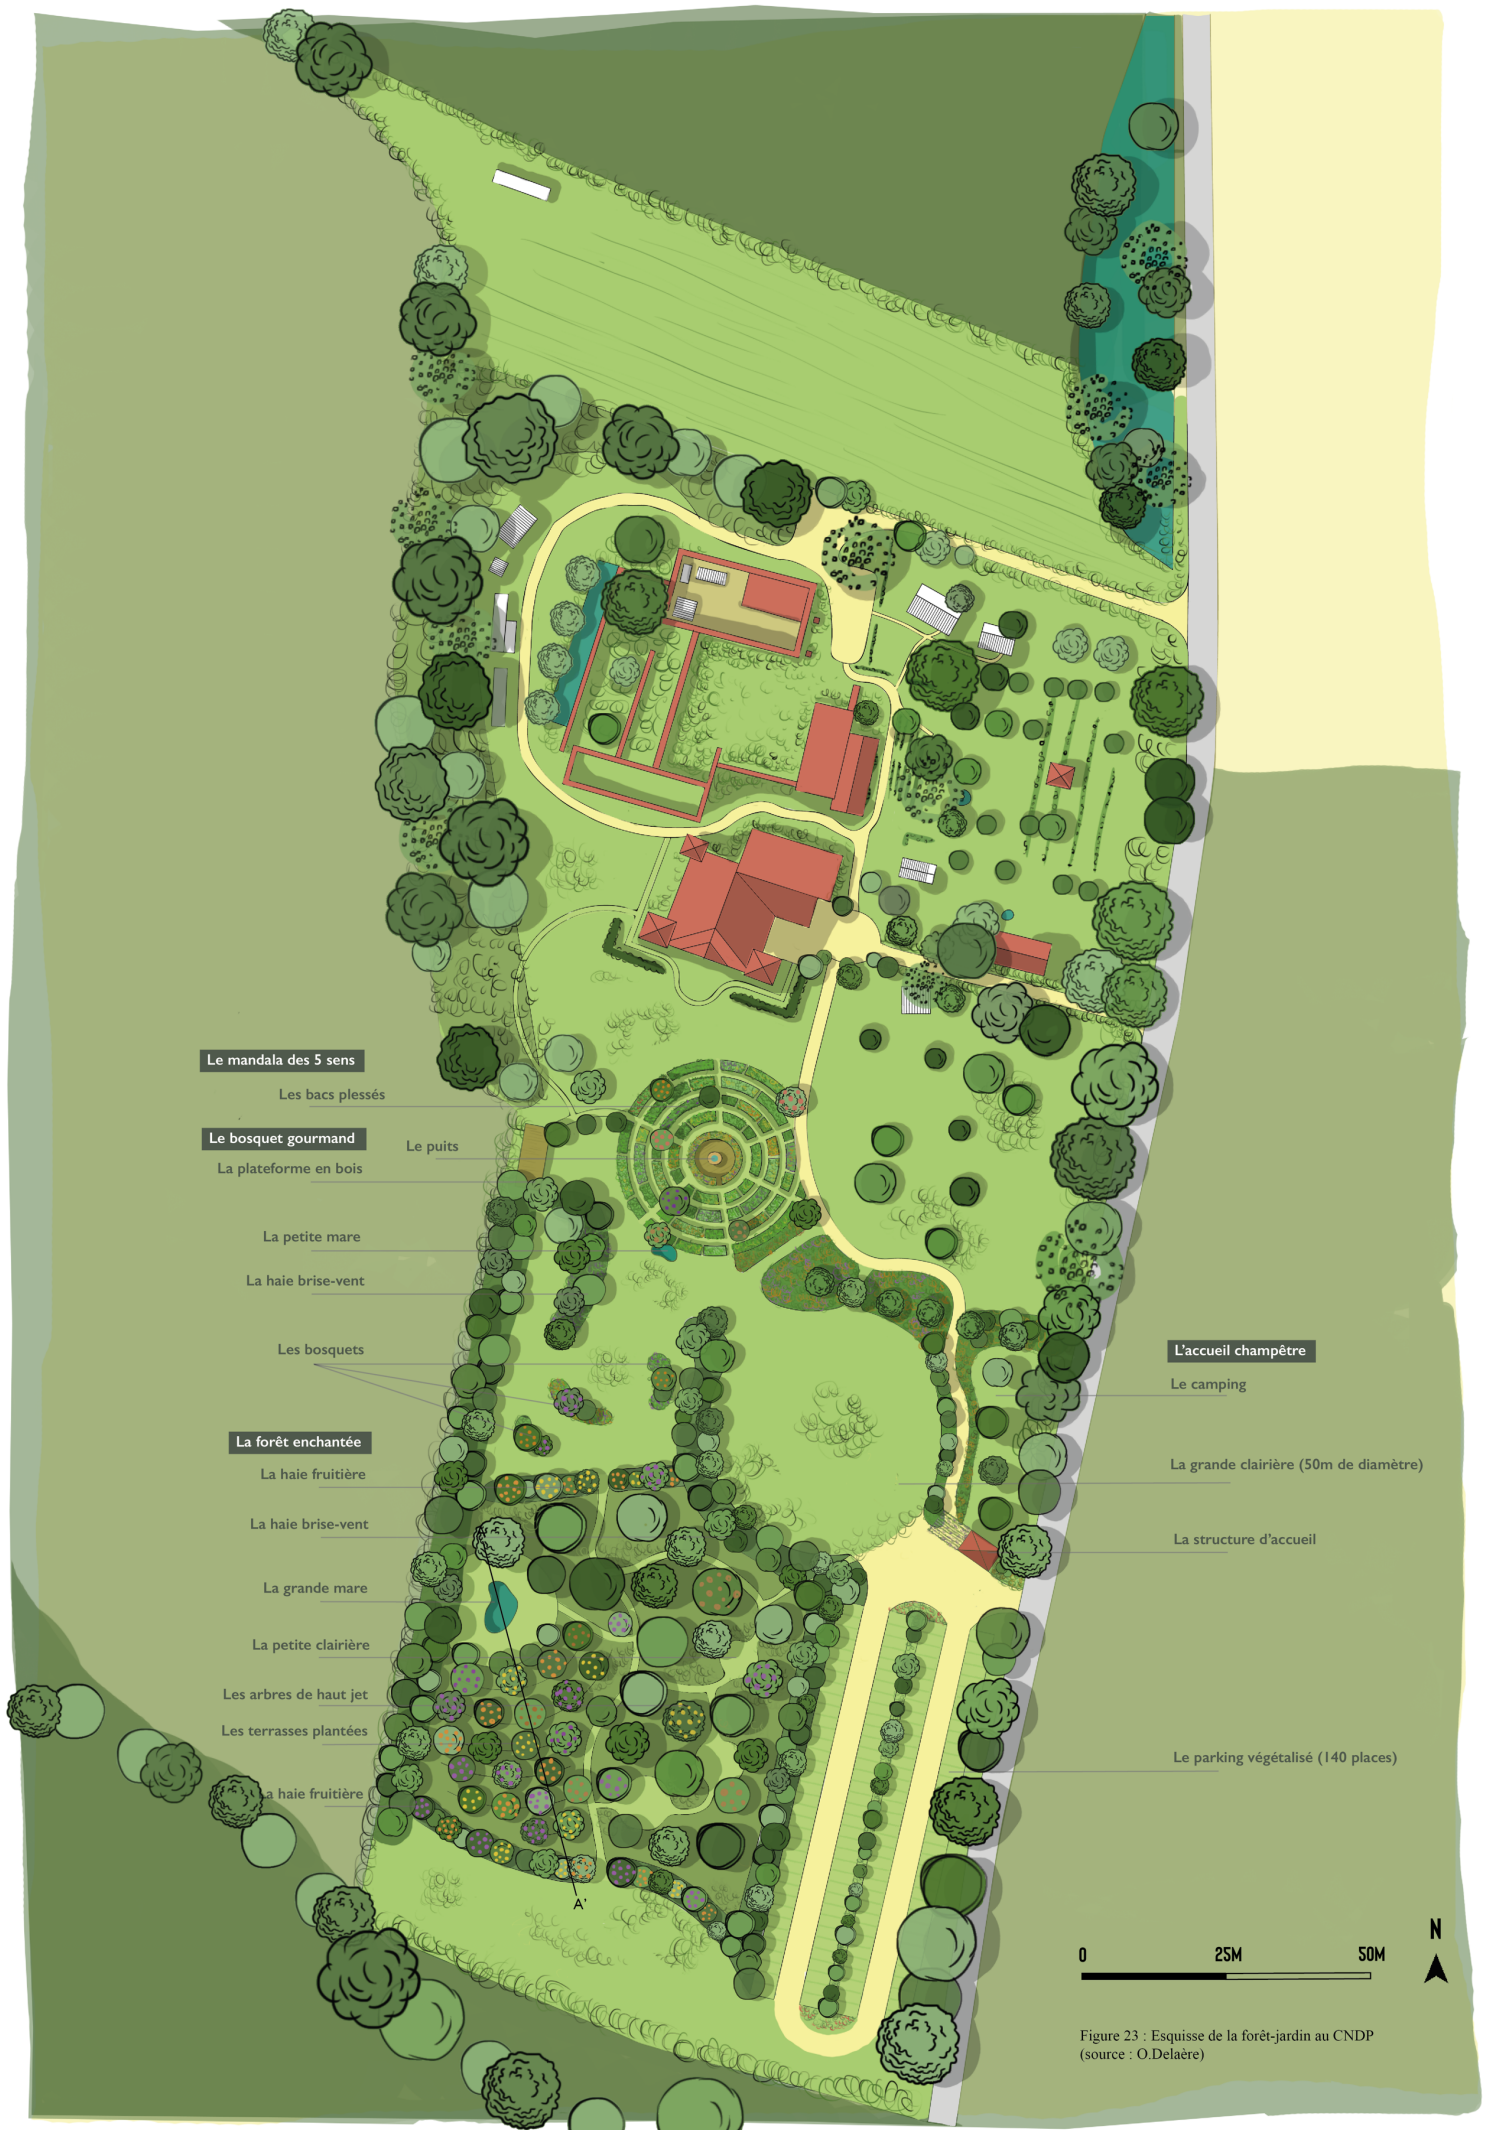 Le mandala des 5 sens
Les bacs plessés
Le bosquet gourmand
Le puits
La plateforme en bois
La petite mare
La haie brise-vent
Les bosquets
L'accueil champêtre
Le camping
La forêt enchantée
La haie fruitière
La grande clairière (50m de diamètre)
La haie brise-vent
La structure d'accueil
La grande mare
La petite clairière
Les arbres de haut jet
Les terrasses plantées
Le parking végétalisé (140 places)
La haie fruitière
A'
N
0 25M 50M
Figure 23 : Esquisse de la forêt-jardin au CNDP
(source : O.Delaère)